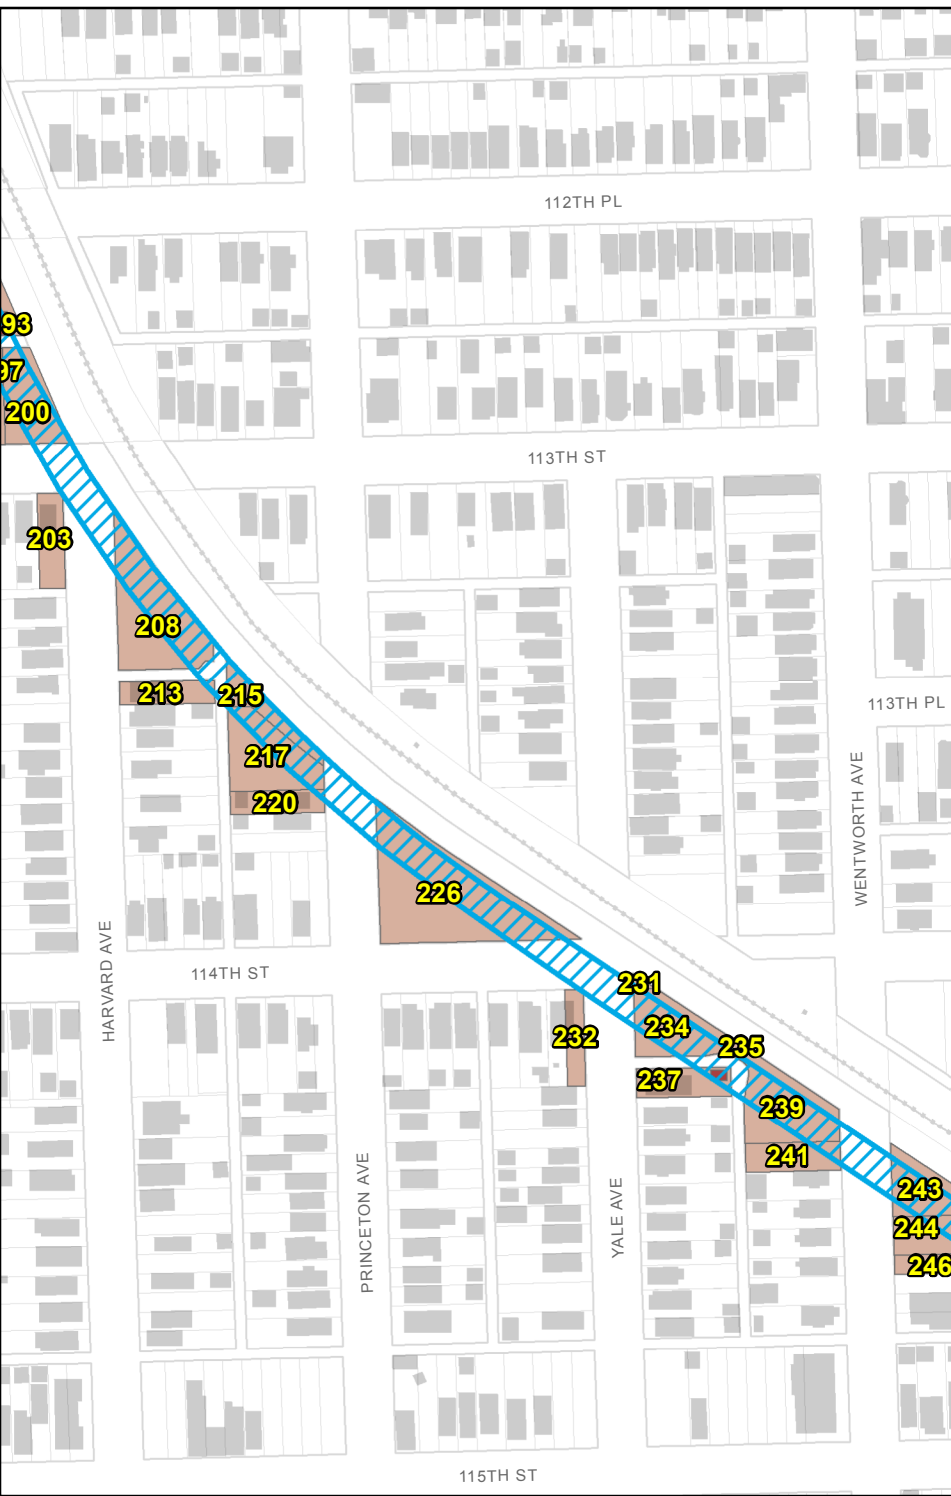 112TH PL
93
97
200
113TH ST
203
208
213
215
113TH PL
217
WENTWORTH AVE
220
226
HARVARD AVE
114TH ST
231
234
232
235
237
239
241
PRINCETON AVE
YALE AVE
243
244
246
115TH ST